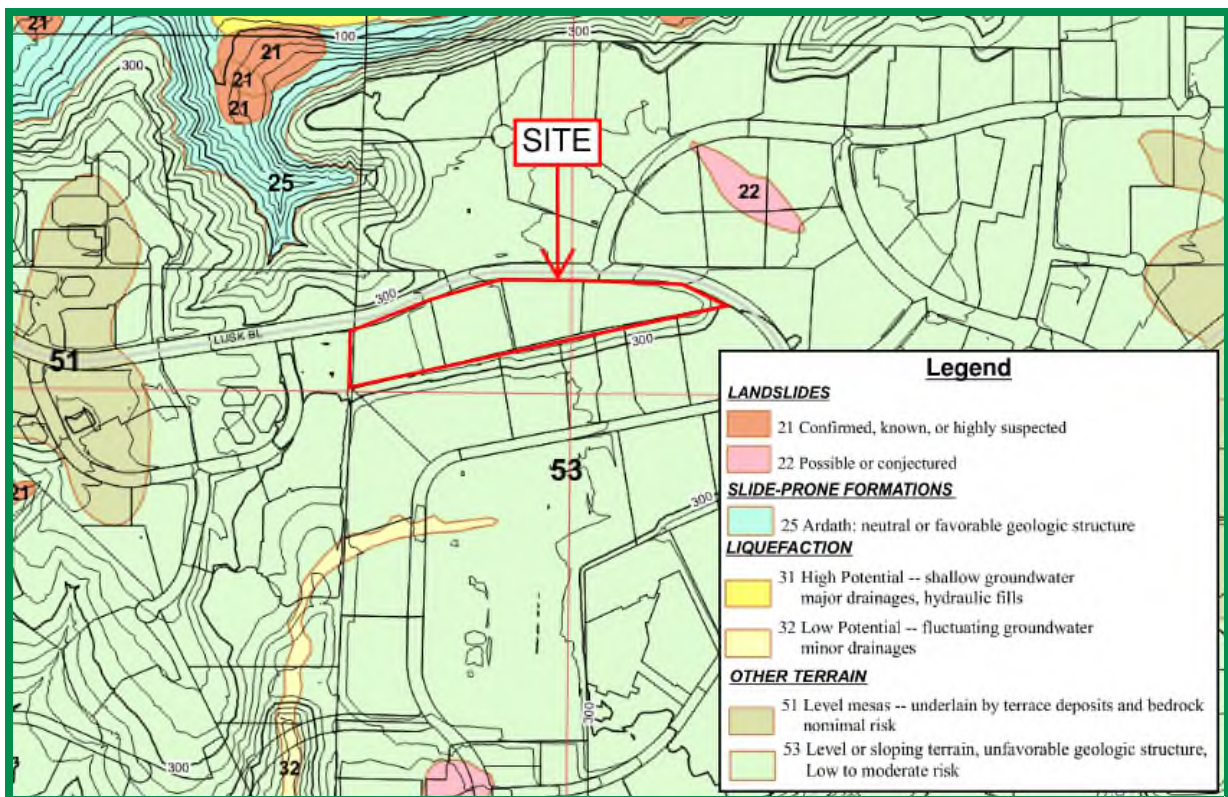 21
100
300
21
300
21
21
SITE
25
22
300
LUSK BL
300
51
53
21
300
300
300
32
Legend
LANDSLIDES
21 Confirmed, known, or highly suspected
22 Possible or conjectured
SLIDE-PRONE FORMATIONS
25 Ardath: neutral or favorable geologic structure
LIQUEFACTION
31 High Potential -- shallow groundwater
major drainages, hydraulic fills
32 Low Potential -- fluctuating groundwater
minor drainages
OTHER TERRAIN
51 Level mesas -- underlain by terrace deposits and bedrock
nomimal risk
53 Level or sloping terrain, unfavorable geologic structure,
Low to moderate risk